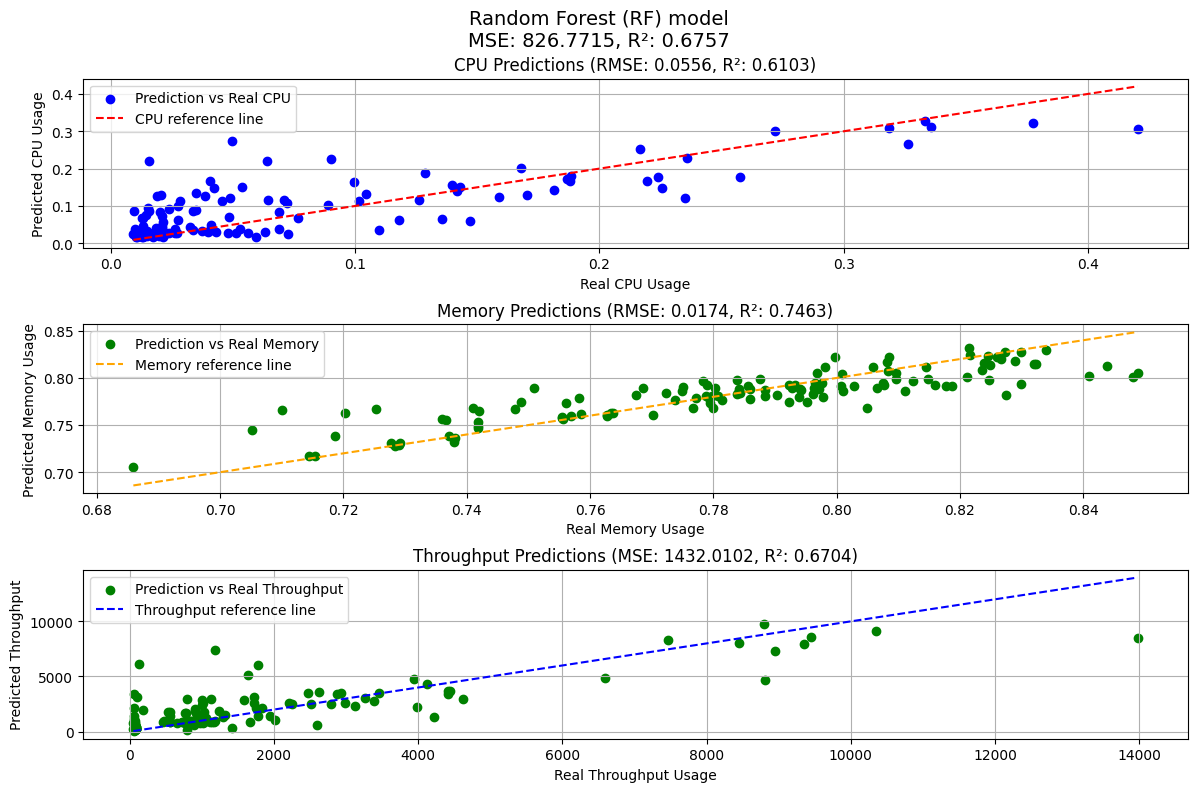 Random Forest (RF) model
MSE: 826.7715, R²: 0.6757
CPU Predictions (RMSE: 0.0556, R²: 0.6103)
Prediction vs Real CPU
CPU reference line
Predicted CPU Usage
0.4
0.3
0.2
0.1
0.0
0.0 0.1 0.2 0.3 0.4
Real CPU Usage
Memory Predictions (RMSE: 0.0174, R²: 0.7463)
Prediction vs Real Memory
Memory reference line
Predicted Memory Usage
0.85
0.80
0.75
0.70
0.68 0.70 0.72 0.74 0.76 0.78 0.80 0.82 0.84
Real Memory Usage
Throughput Predictions (MSE: 1432.0102, R²: 0.6704)
Prediction vs Real Throughput
Throughput reference line
Predicted Throughput
10000
5000
0
0 2000 4000 6000 8000 10000 12000 14000
Real Throughput Usage